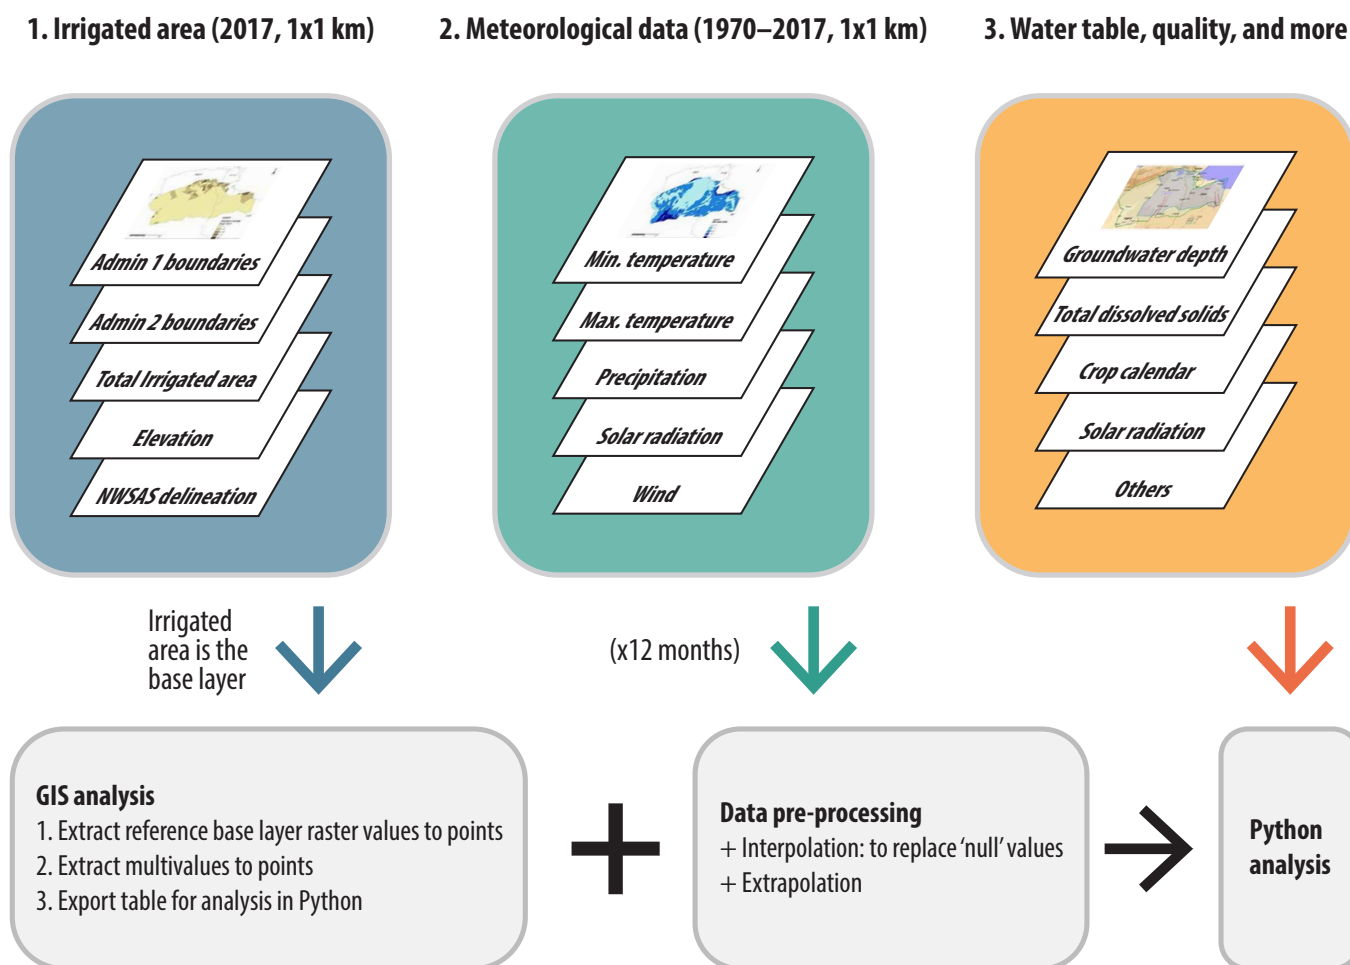 1. Irrigated area (2017, 1x1 km)
2. Meteorological data (1970–2017, 1x1 km)
3. Water table, quality, and more
Admin 1 boundaries
Admin 2 boundaries
Total Irrigated area
Elevation
NWSAS delineation
Min. temperature
Max. temperature
Precipitation
Solar radiation
Wind
Groundwater depth
Total dissolved solids
Crop calendar
Solar radiation
Others
Irrigated
area is the
base layer
(x12 months)
GIS analysis
1. Extract reference base layer raster values to points
2. Extract multivalues to points
3. Export table for analysis in Python
Data pre-processing
+ Interpolation: to replace ‘null’ values
+ Extrapolation
Python
analysis